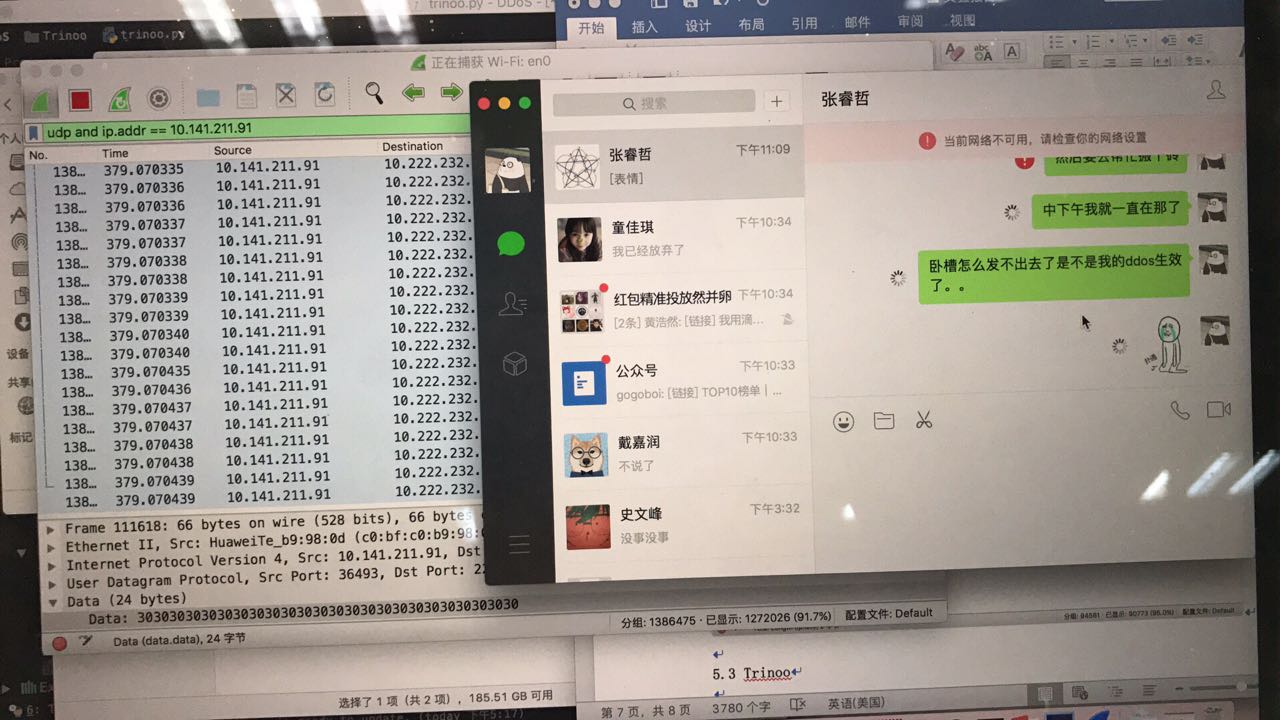 trinoo.py — DDoS
Trinoo
trinoo.py
开始
插入
设计
布局
引用
邮件
审阅
视图
正在捕获 Wi-Fi: en0
udp and ip.addr == 10.141.211.91
No. Time Source Destination
138… 379.070335 10.141.211.91 10.222.232.
138… 379.070336 10.141.211.91 10.222.232.
138… 379.070336 10.141.211.91 10.222.232.
138… 379.070337 10.141.211.91 10.222.232.
138… 379.070337 10.141.211.91 10.222.232.
138… 379.070338 10.141.211.91 10.222.232.
138… 379.070338 10.141.211.91 10.222.232.
138… 379.070339 10.141.211.91 10.222.232.
138… 379.070339 10.141.211.91 10.222.232.
138… 379.070340 10.141.211.91 10.222.232.
138… 379.070340 10.141.211.91 10.222.232.
138… 379.070435 10.141.211.91 10.222.232.
138… 379.070436 10.141.211.91 10.222.232.
138… 379.070437 10.141.211.91 10.222.232.
138… 379.070437 10.141.211.91 10.222.232.
138… 379.070438 10.141.211.91 10.222.232.
138… 379.070438 10.141.211.91 10.222.232.
138… 379.070439 10.141.211.91 10.222.232.
138… 379.070439 10.141.211.91 10.222.232.
Frame 111618: 66 bytes on wire (528 bits), 66 bytes
Ethernet II, Src: HuaweiTe_b9:98:0d (c0:bf:c0:b9:98:0
Internet Protocol Version 4, Src: 10.141.211.91, Dst
User Datagram Protocol, Src Port: 36493, Dst Port: 22
Data (24 bytes)
Data: 303030303030303030303030303030303030303030303030
Data (data.data), 24 字节
分组: 1386475 · 已显示: 1272026 (91.7%)
配置文件: Default
搜索
张睿哲
下午11:09
[表情]
童佳琪
下午10:34
我已经放弃了
红包精准投放然并卵
下午10:34
[2条] 黄浩然: [链接] 我用滴…
公众号
下午10:33
gogoboi: [链接] TOP10榜单丨…
戴嘉润
下午10:33
不说了
史文峰
下午3:32
没事没事
张睿哲
当前网络不可用，请检查你的网络设置
然后要去帮忙搬个砖
中下午我就一直在那了
卧槽怎么发不出去了是不是我的ddos生效
了。。
扑通
设备
标记
选择了 1 项（共 2 项），185.51 GB 可用
5.3 Trinoo
第 7 页，共 8 页
3780 个字
英语(美国)